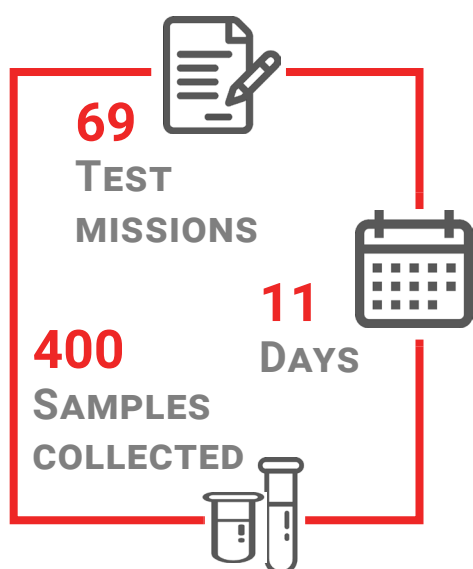 69
TEST
MISSIONS
11
DAYS
400
SAMPLES
COLLECTED